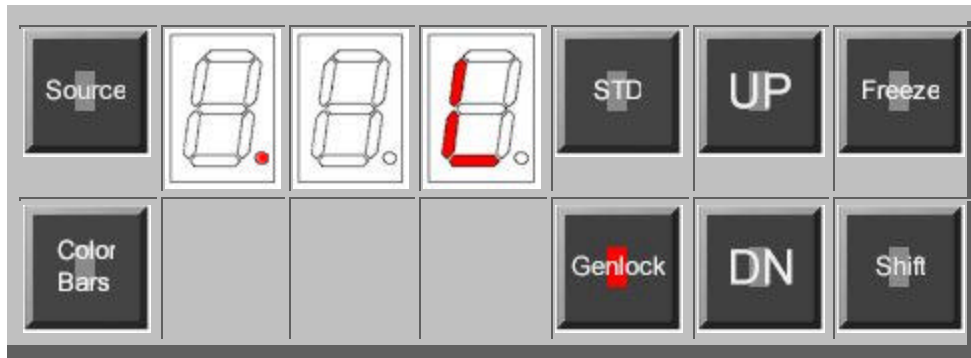 Source
L
STD
UP
Freeze
Color
Bars
Genlock
DN
Shift